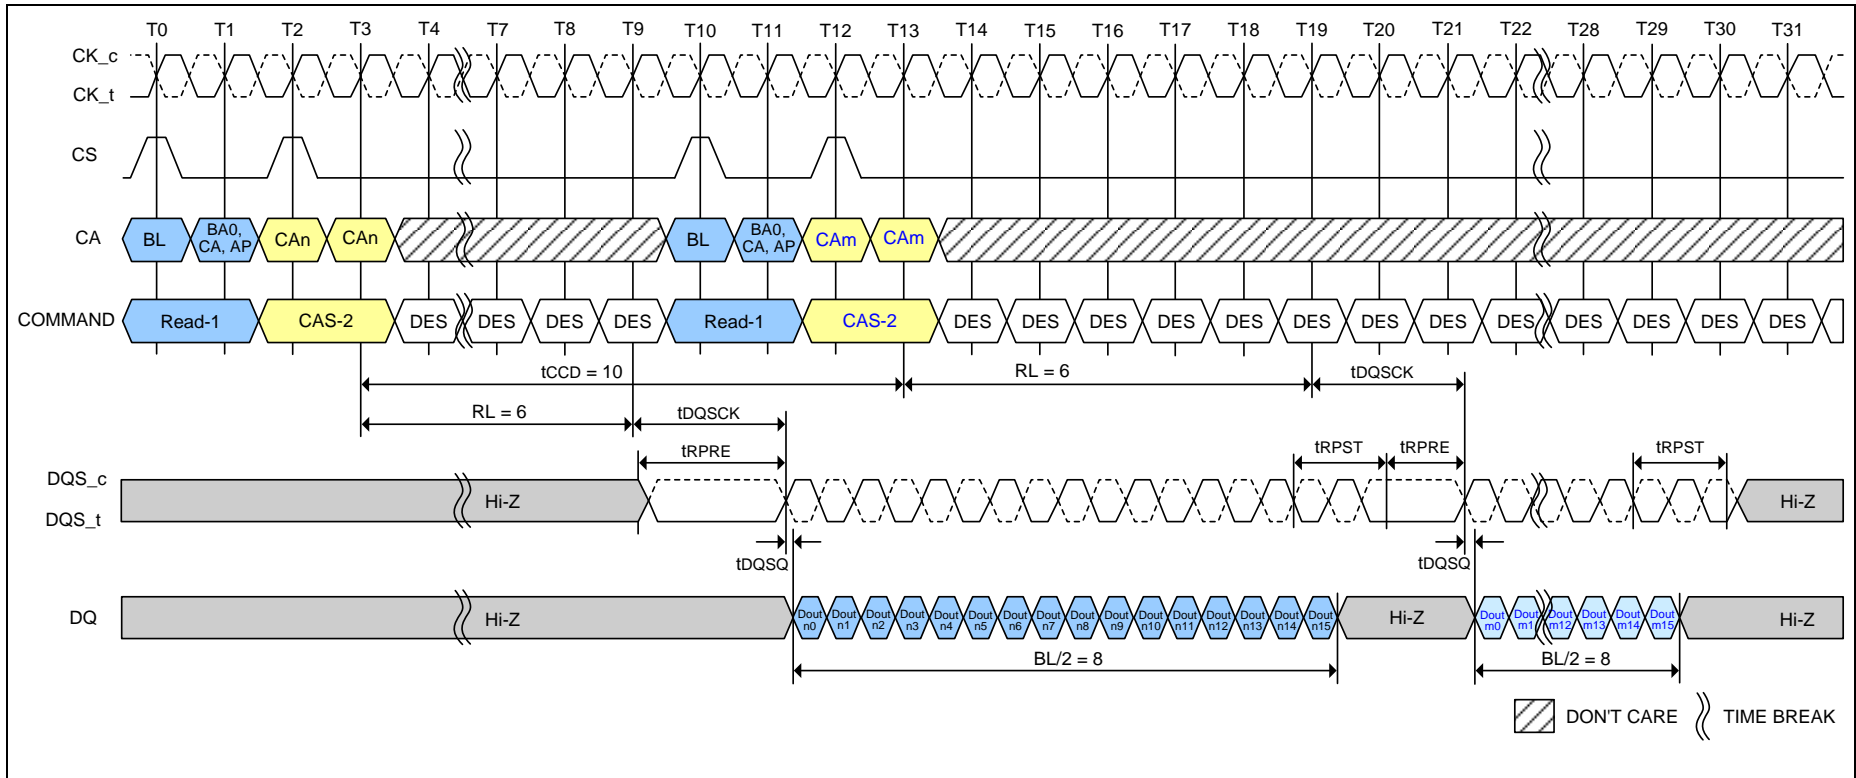 T0 T1 T2 T3 T4 T7 T8 T9 T10 T11 T12 T13 T14 T15 T16 T17 T18 T19 T20 T21 T22 T28 T29 T30 T31
CK_c
CK_t
CS
CA BL BA0, CA, AP CAn CAn BL BA0, CA, AP CAm CAm
COMMAND Read-1 CAS-2 DES DES DES DES Read-1 CAS-2 DES DES DES DES DES DES DES DES DES DES DES DES DES
tCCD = 10 RL = 6 tDQSCK
RL = 6 tDQSCK
tRPRE tRPST tRPRE tRPST
DQS_c
Hi-Z Hi-Z
DQS_t
tDQSQ tDQSQ
DQ Hi-Z Dout n0 Dout n1 Dout n2 Dout n3 Dout n4 Dout n5 Dout n6 Dout n7 Dout n8 Dout n9 Dout n10 Dout n11 Dout n12 Dout n13 Dout n14 Dout n15 Hi-Z Dout m0 Dout m1 Dout m12 Dout m13 Dout m14 Dout m15 Hi-Z
BL/2 = 8 BL/2 = 8
DON'T CARE TIME BREAK